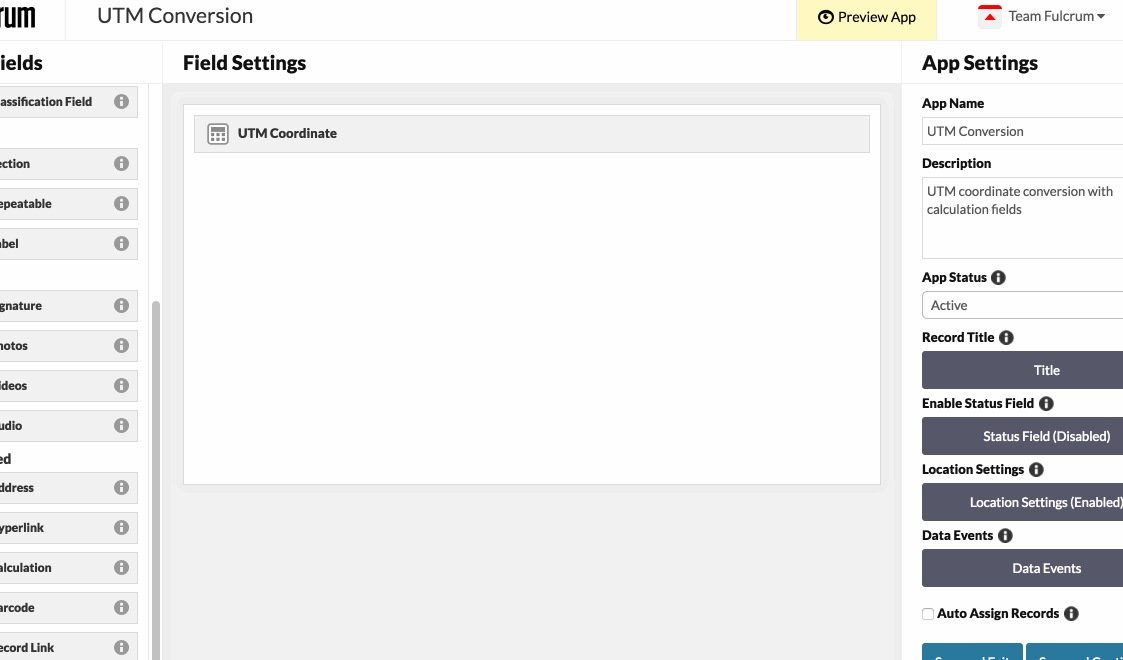 rum
UTM Conversion
Preview App
Team Fulcrum
ields
Field Settings
App Settings
assification Field
UTM Coordinate
App Name
UTM Conversion
ection
Description
epeatable
UTM coordinate conversion with
calculation fields
abel
App Status
gnature
Active
Record Title
hotos
Title
ideos
Enable Status Field
udio
Status Field (Disabled)
ed
Location Settings
ddress
Location Settings (Enabled)
yperlink
Data Events
alculation
Data Events
arcode
Auto Assign Records
ecord Link